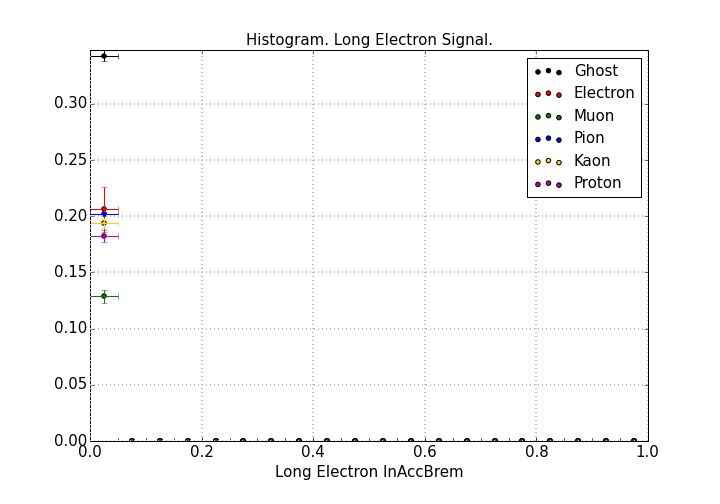 Histogram. Long Electron Signal.
Ghost
Electron
Muon
Pion
Kaon
Proton
0.30
0.25
0.20
0.15
0.10
0.05
0.00
0.0 0.2 0.4 0.6 0.8 1.0
Long Electron InAccBrem